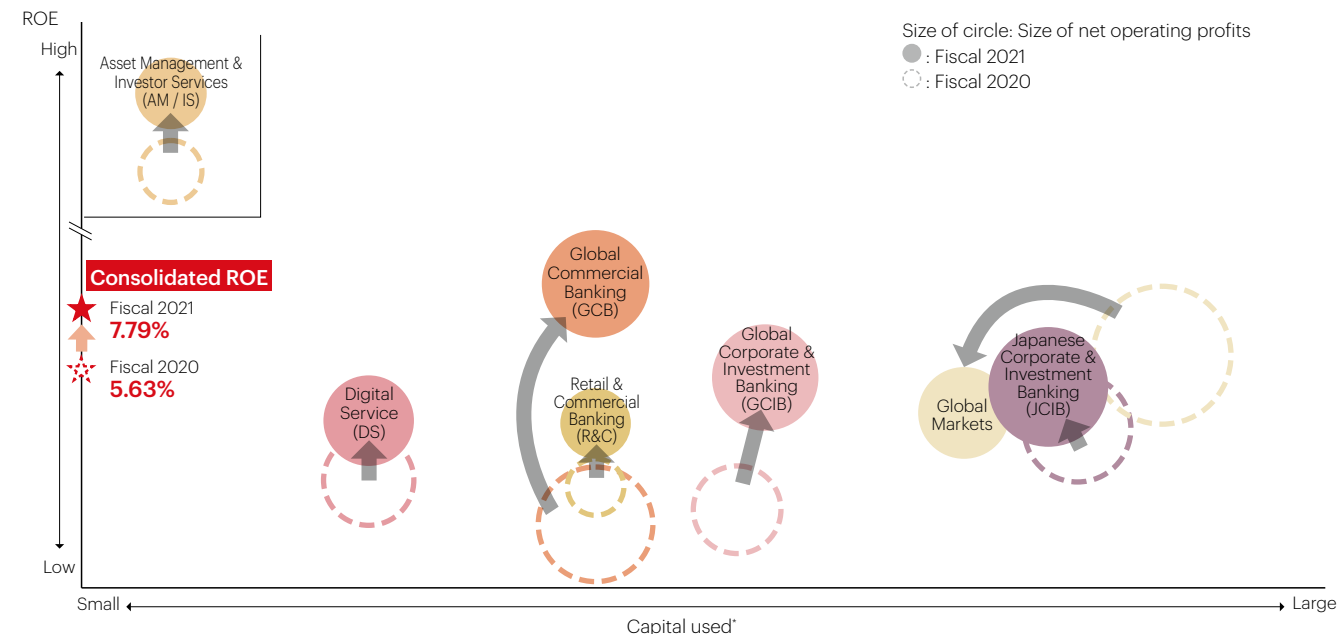 ROE
High
Asset Management &
Investor Services
(AM / IS)
Size of circle: Size of net operating profits
: Fiscal 2021
: Fiscal 2020
Consolidated ROE
Fiscal 2021
7.79%
Fiscal 2020
5.63%
Digital
Service
(DS)
Global
Commercial
Banking
(GCB)
Retail &
Commercial
Banking
(R&C)
Global
Corporate &
Investment
Banking
(GCIB)
Global
Markets
Japanese
Corporate &
Investment
Banking
(JCIB)
Low
Small
Large
Capital used*